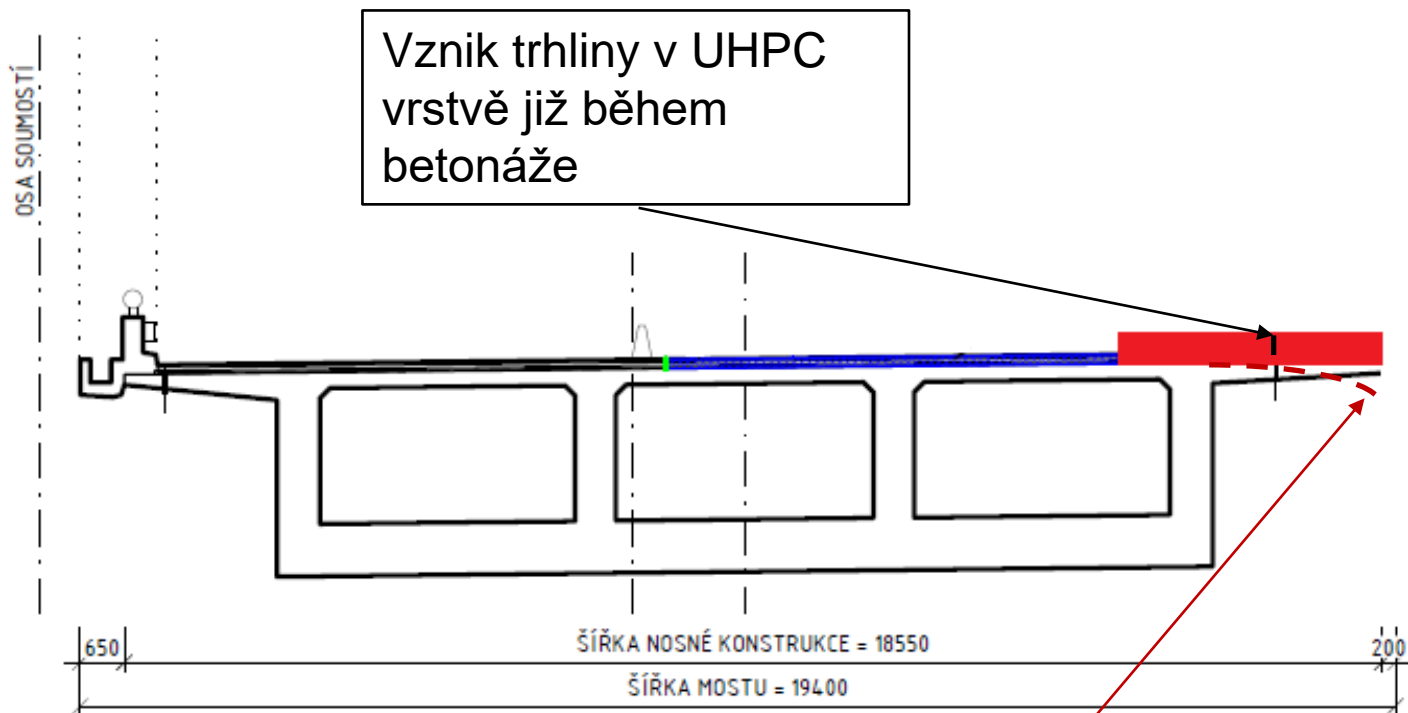 Vznik trhliny v UHPC
vrstvě již během
betonáže
OSA SOUMOSTÍ
650
ŠÍŘKA NOSNÉ KONSTRUKCE = 18550
200
ŠÍŘKA MOSTU = 19400